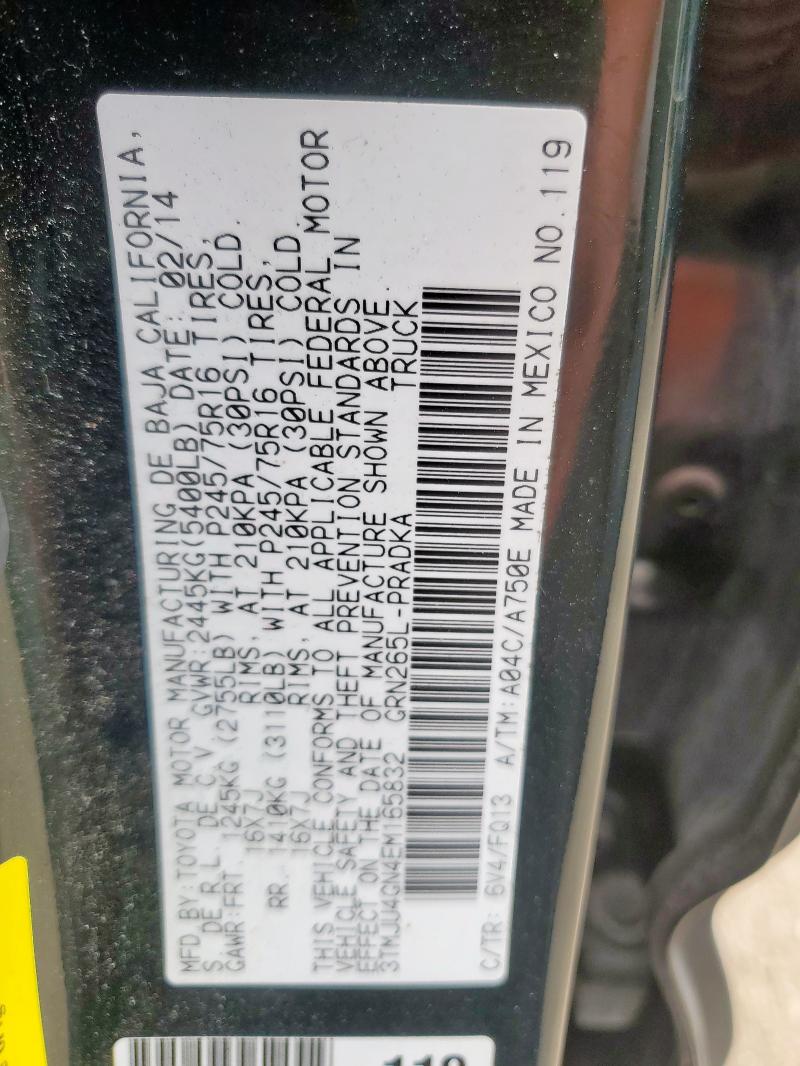 MFD BY:TOYOTA MOTOR MANUFACTURING DE BAJA CALIFORNIA,
S. DE R.L. DE C.V. GVWR:2445KG(5400LB) DATE: 02/14
GAWR:FRT. 1245KG (2755LB) WITH P245/75R16 TIRES,
16X7J RIMS, AT 210KPA (30PSI) COLD.
RR. 1410KG (3110LB) WITH P245/75R16 TIRES,
16X7J RIMS, AT 210KPA (30PSI) COLD.
THIS VEHICLE CONFORMS TO ALL APPLICABLE FEDERAL MOTOR
VEHICLE SAFETY AND THEFT PREVENTION STANDARDS IN
EFFECT ON THE DATE OF MANUFACTURE SHOWN ABOVE.
3TMJU4GN4EM165832 GRN265L-PRADKA TRUCK
C/TR: 6V4/FQ13 A/TM:A04C/A750E MADE IN MEXICO NO.119